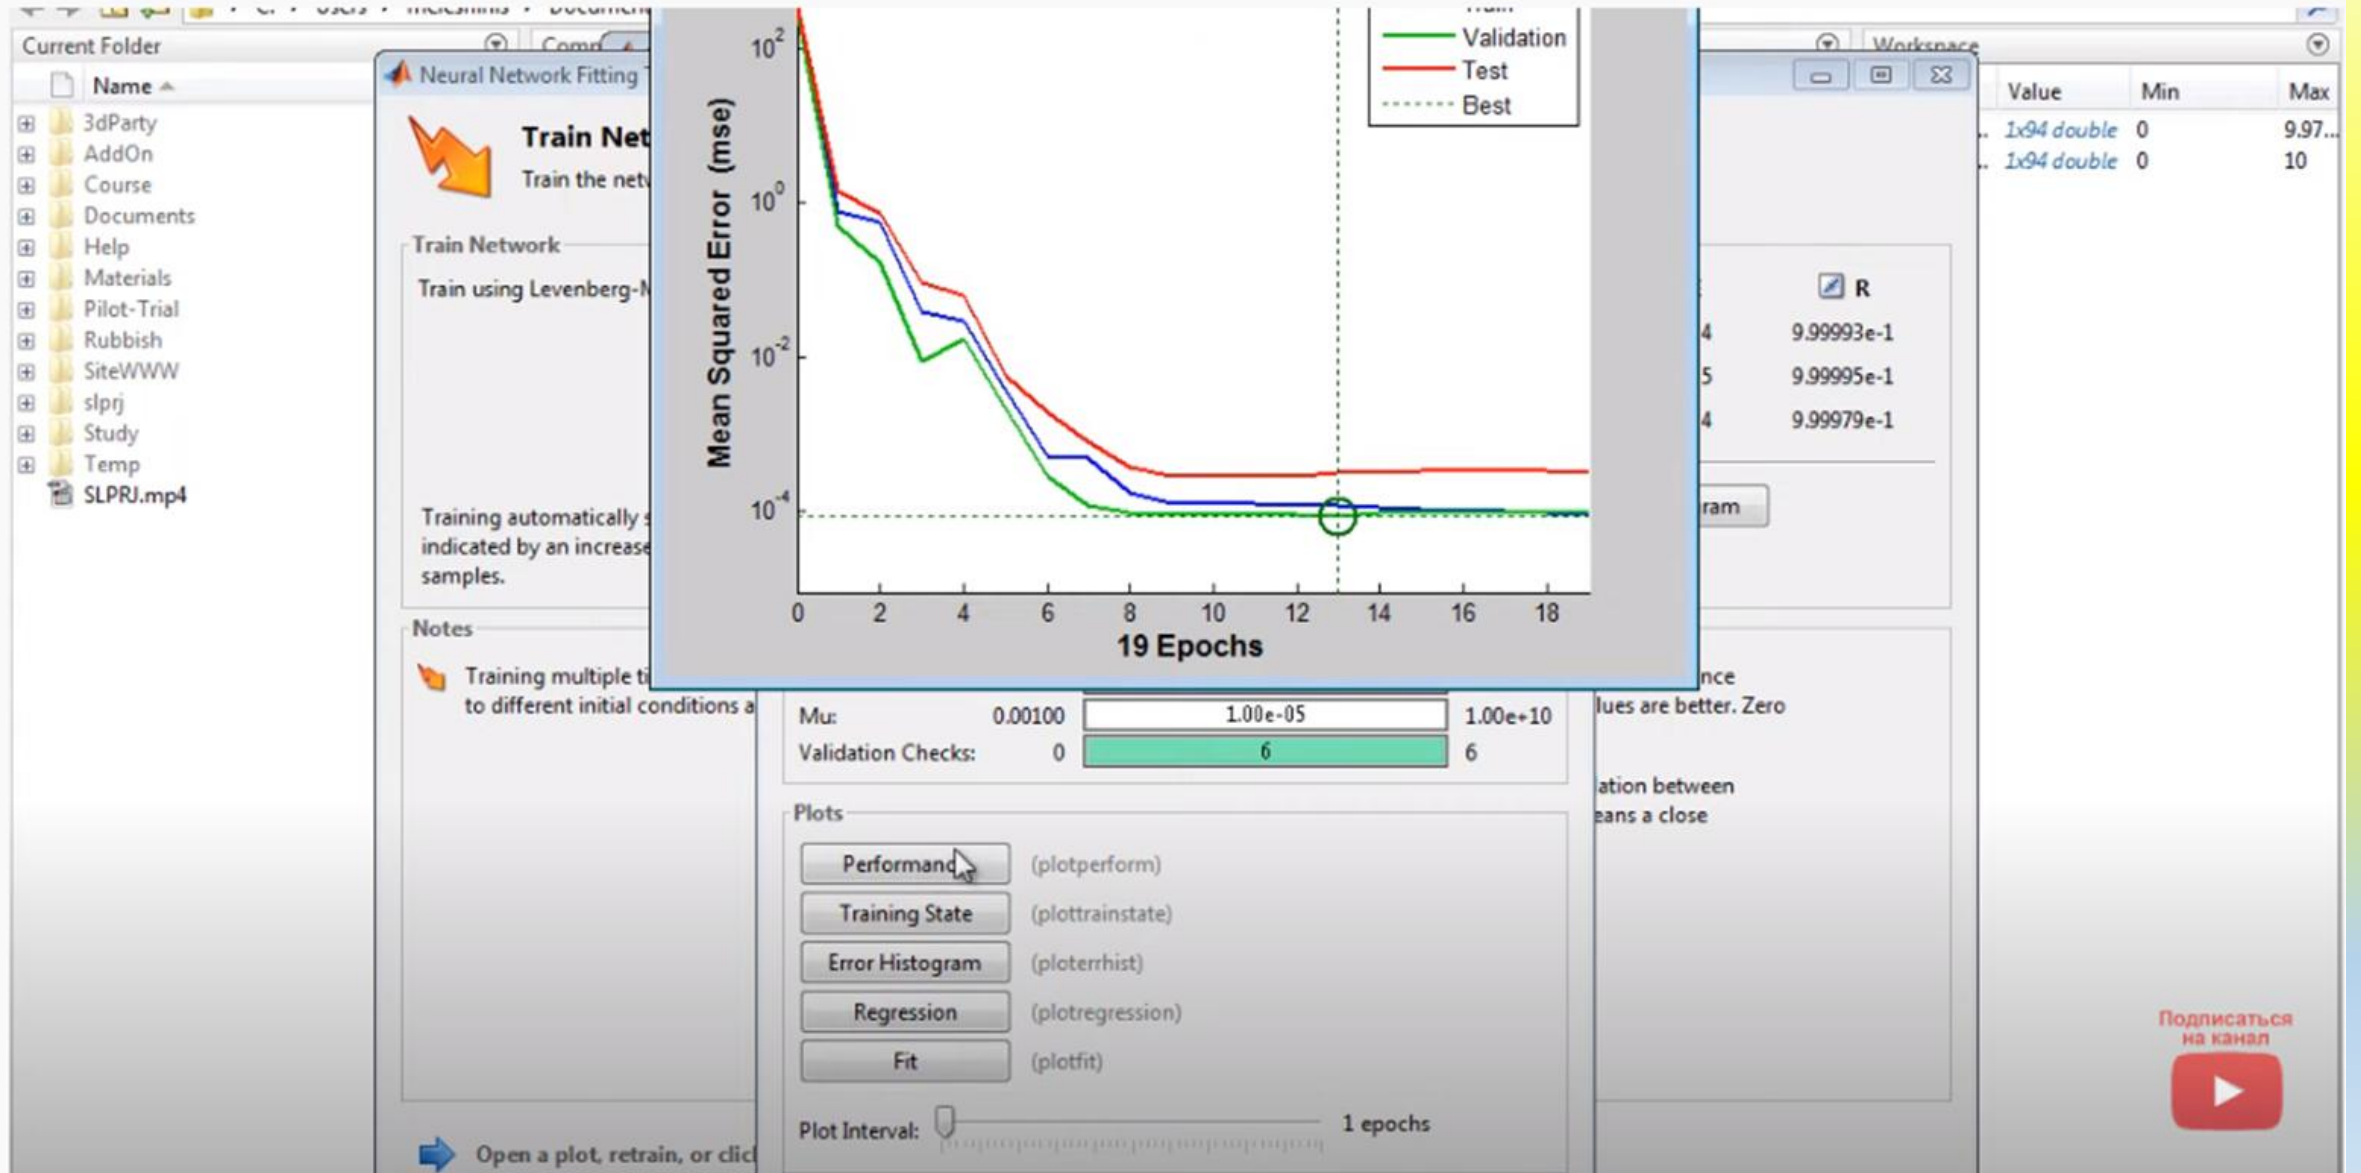 Current Folder
Workspace
Name
Value Min Max
3dParty
AddOn
Course
Documents
Help
Materials
Pilot-Trial
Rubbish
SiteWWW
slprj
Study
Temp
SLPRJ.mp4
1x94 double 0 9.97...
1x94 double 0 10
Neural Network Fitting
Train Net
Train the netw
Train Network
Train using Levenberg-M
Training automatically s
indicated by an increase
samples.
Notes
Training multiple ti
to different initial conditions a
Open a plot, retrain, or clic
Validation
Test
Best
Mean Squared Error (mse)
10^2
10^0
10^-2
10^-4
0 2 4 6 8 10 12 14 16 18
19 Epochs
R
4 9.99993e-1
5 9.99995e-1
4 9.99979e-1
ram
nce
lues are better. Zero
ation between
eans a close
Mu: 0.00100 1.00e-05 1.00e+10
Validation Checks: 0 6 6
Plots
Performanc (plotperform)
Training State (plottrainstate)
Error Histogram (ploterrhist)
Regression (plotregression)
Fit (plotfit)
Plot Interval: 1 epochs
Подписаться
на канал